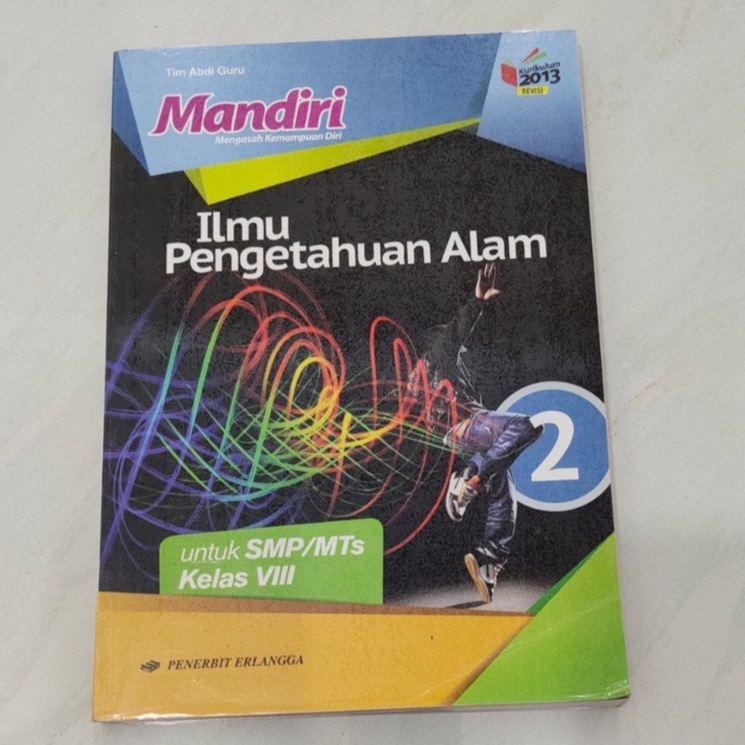 Tim Abdi Guru
Mandiri
Mengasah Kemampuan Diri
Kurikulum
2013
REVISI
Ilmu
Pengetahuan Alam
2
untuk SMP/MTs
Kelas VIII
PENERBIT ERLANGGA